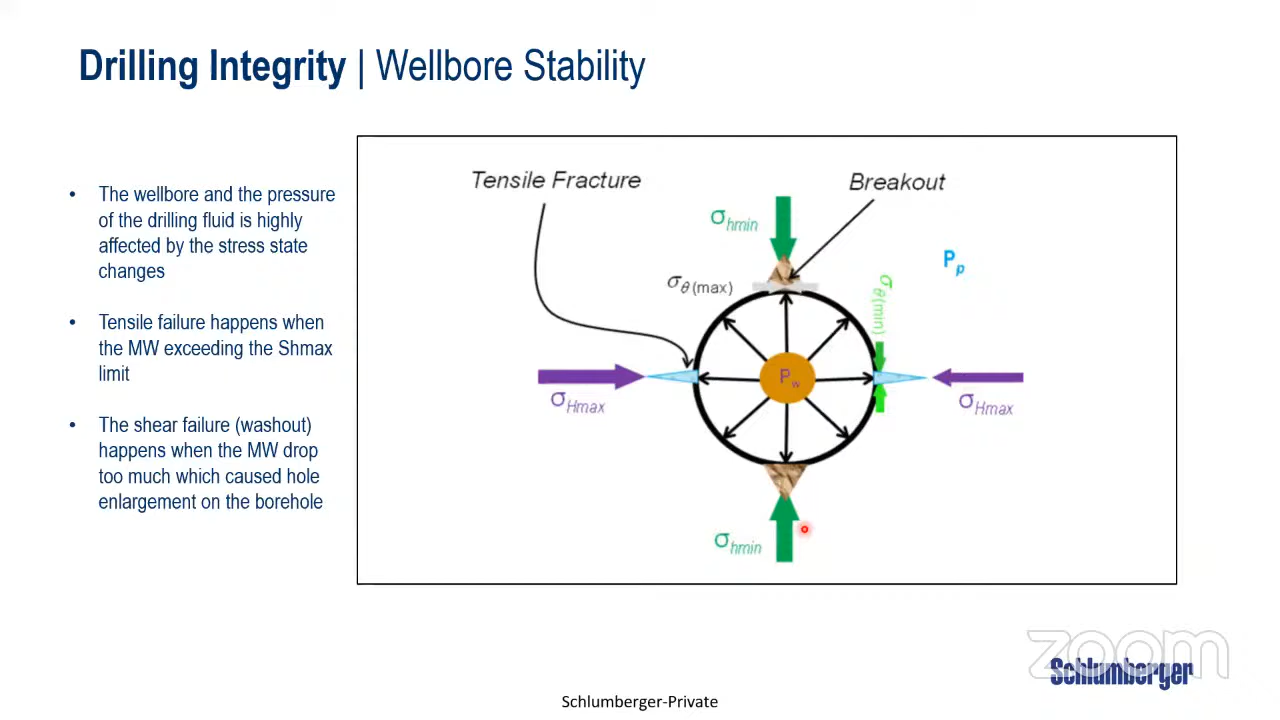 Drilling Integrity | Wellbore Stability
• The wellbore and the pressure
of the drilling fluid is highly
affected by the stress state
changes
• Tensile failure happens when
the MW exceeding the Shmax
limit
• The shear failure (washout)
happens when the MW drop
too much which caused hole
enlargement on the borehole
Tensile Fracture
Breakout
σhmin
Pp
σθ(max)
σθ(min)
Pw
σHmax
σHmax
σhmin
zoom
Schlumberger
Schlumberger-Private